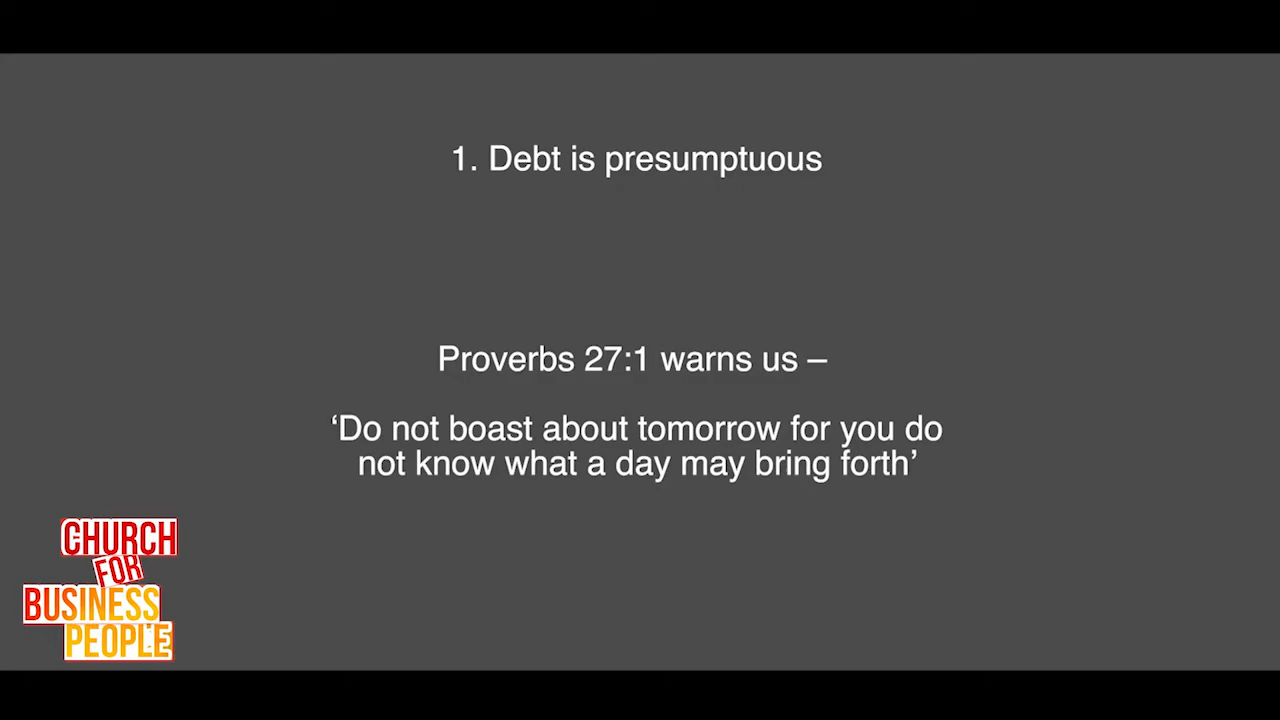 1. Debt is presumptuous
Proverbs 27:1 warns us –
‘Do not boast about tomorrow for you do
not know what a day may bring forth’
CHURCH
FOR
BUSINESS
PEOPLE